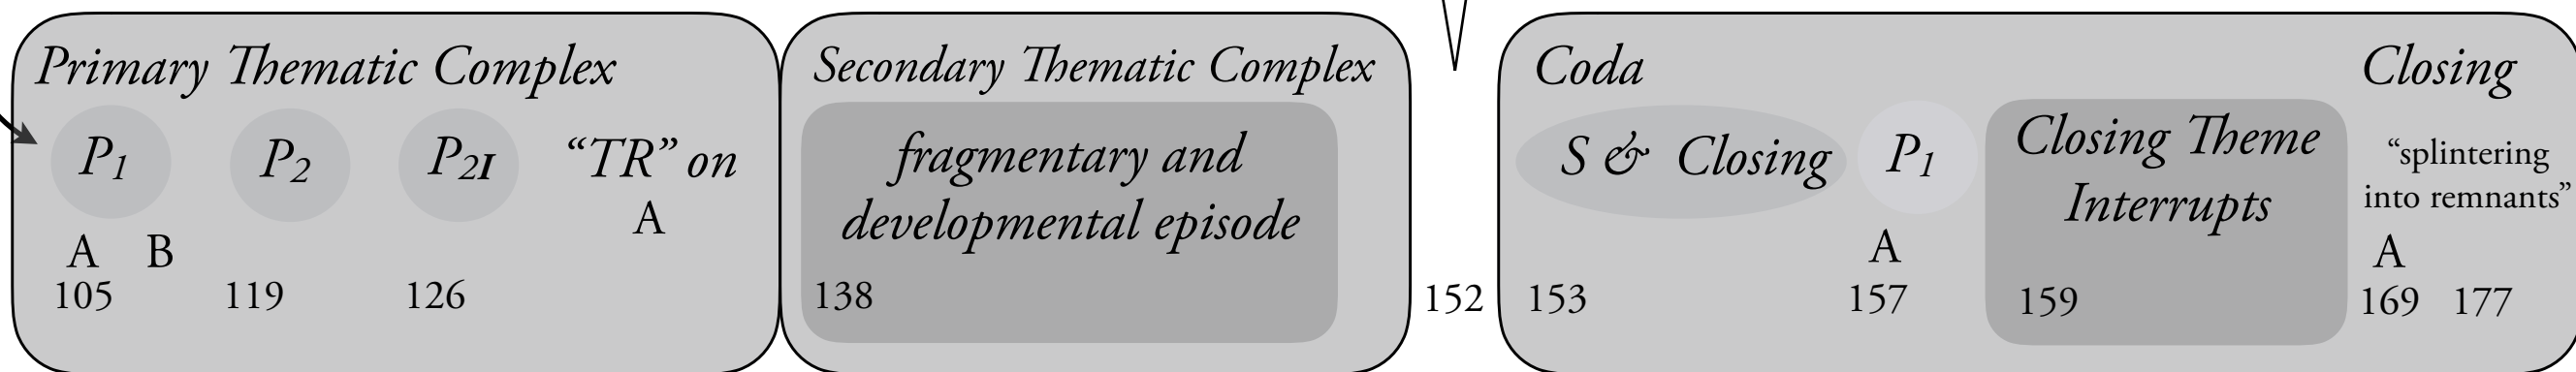 Primary Thematic Complex
P1 P2 P2I “TR” on
A
A B
105 119 126
Secondary Thematic Complex
fragmentary and
developmental episode
138
152
Coda
S & Closing P1
A
153 157
Closing Theme
Interrupts
159
Closing
“splintering
into remnants”
A
169 177